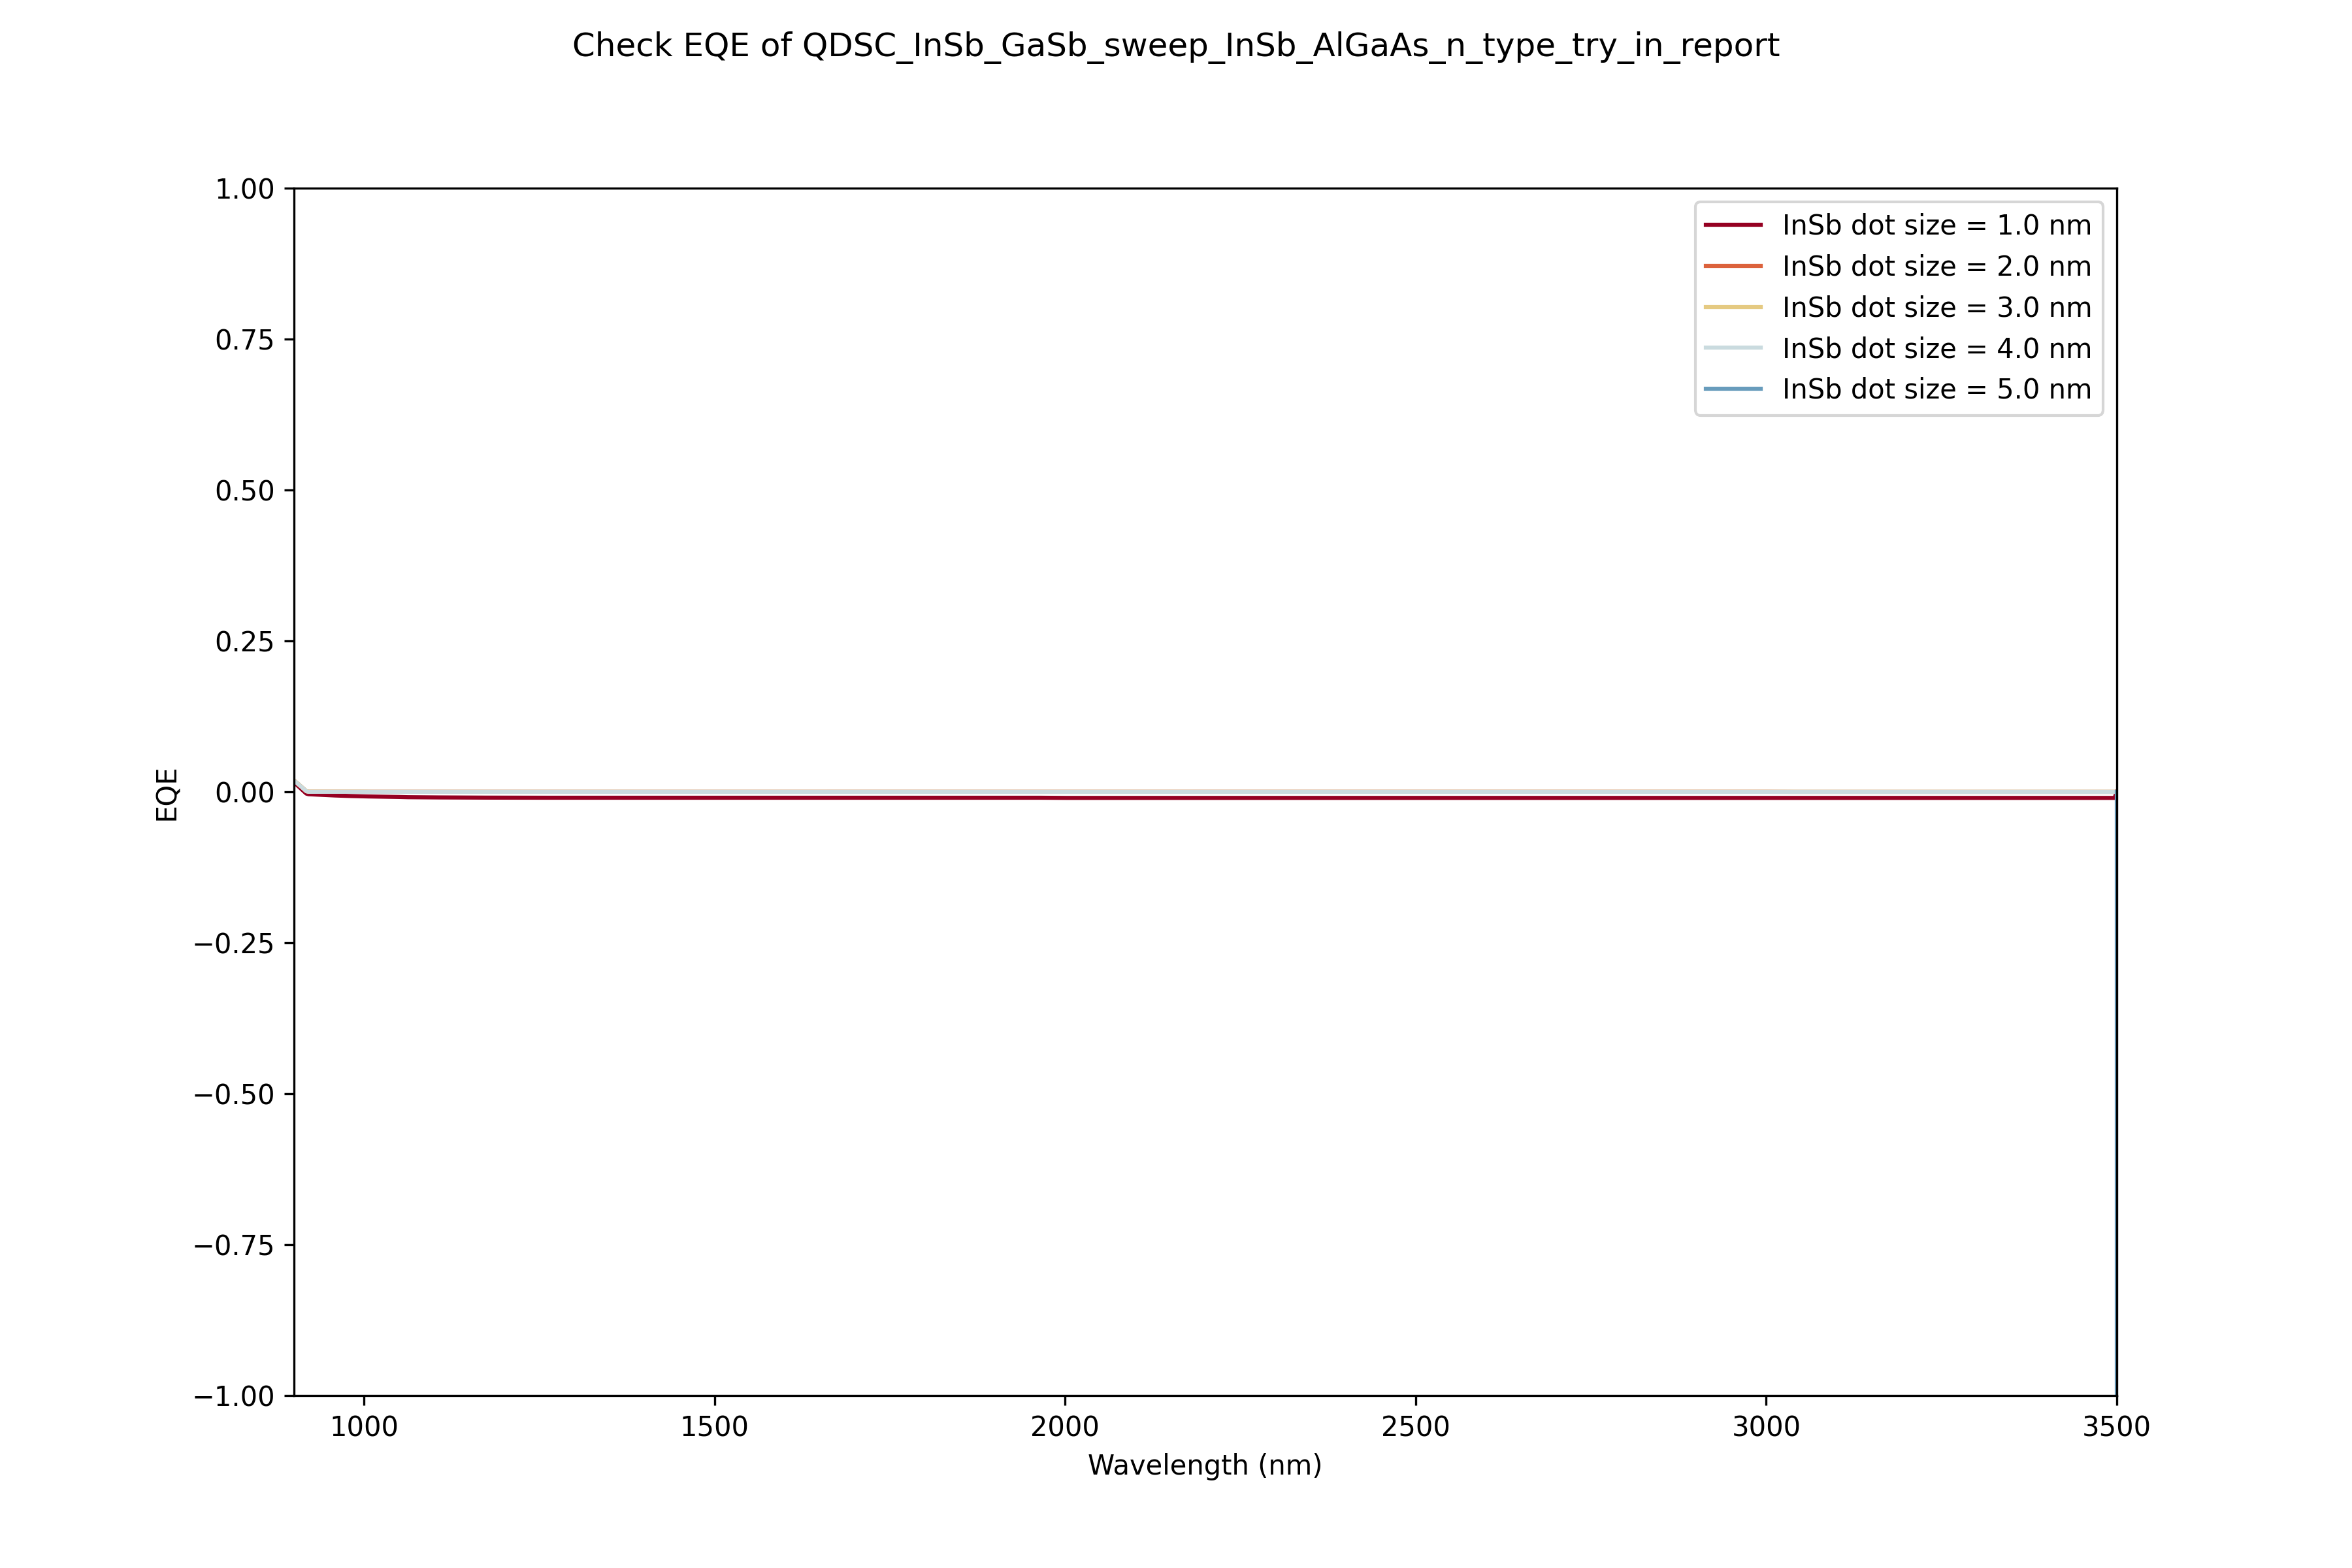 Check EQE of QDSC_InSb_GaSb_sweep_InSb_AlGaAs_n_type_try_in_report
1.00
0.75
0.50
0.25
0.00
−0.25
−0.50
−0.75
−1.00
EQE
InSb dot size = 1.0 nm
InSb dot size = 2.0 nm
InSb dot size = 3.0 nm
InSb dot size = 4.0 nm
InSb dot size = 5.0 nm
1000 1500 2000 2500 3000 3500
Wavelength (nm)